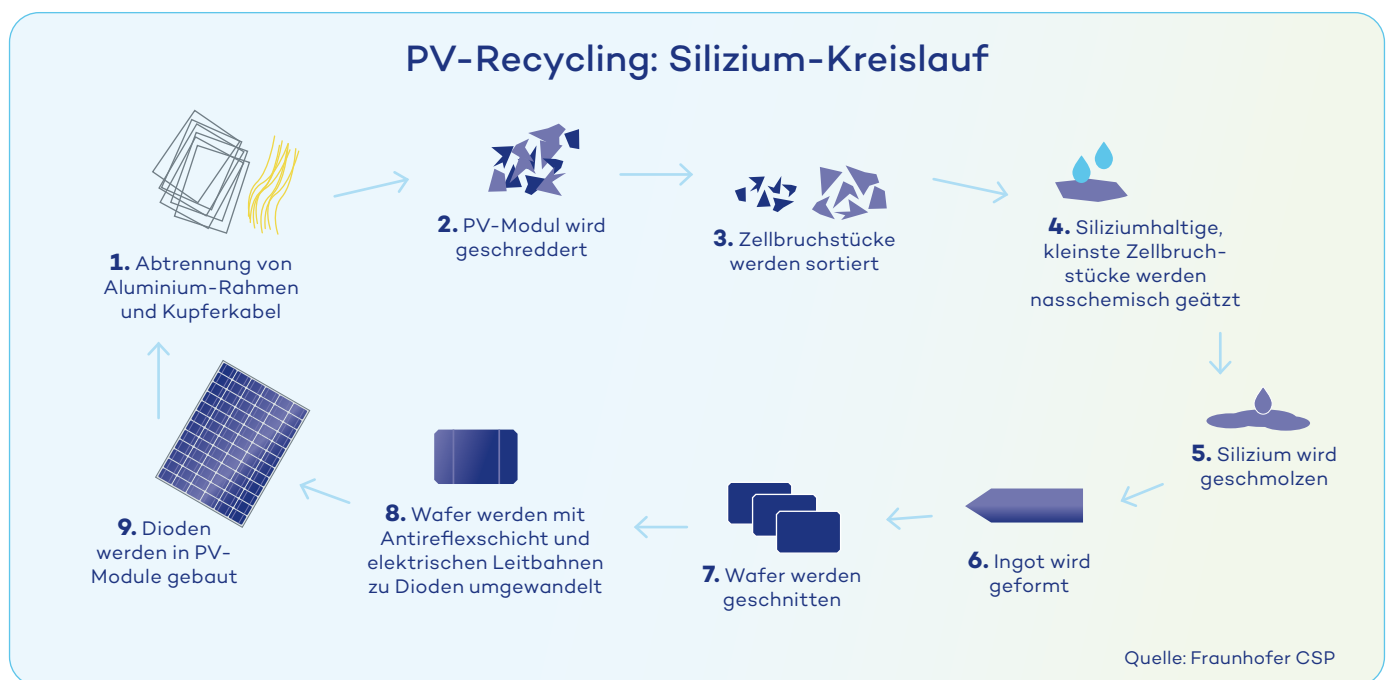 PV-Recycling: Silizium-Kreislauf
1. Abtrennung von
Aluminium-Rahmen
und Kupferkabel
2. PV-Modul wird
geschreddert
3. Zellbruchstücke
werden sortiert
4. Siliziumhaltige,
kleinste Zellbruch-
stücke werden
nasschemisch geätzt
5. Silizium wird
geschmolzen
6. Ingot wird
geformt
7. Wafer werden
geschnitten
8. Wafer werden mit
Antireflexschicht und
elektrischen Leitbahnen
zu Dioden umgewandelt
9. Dioden
werden in PV-
Module gebaut
Quelle: Fraunhofer CSP